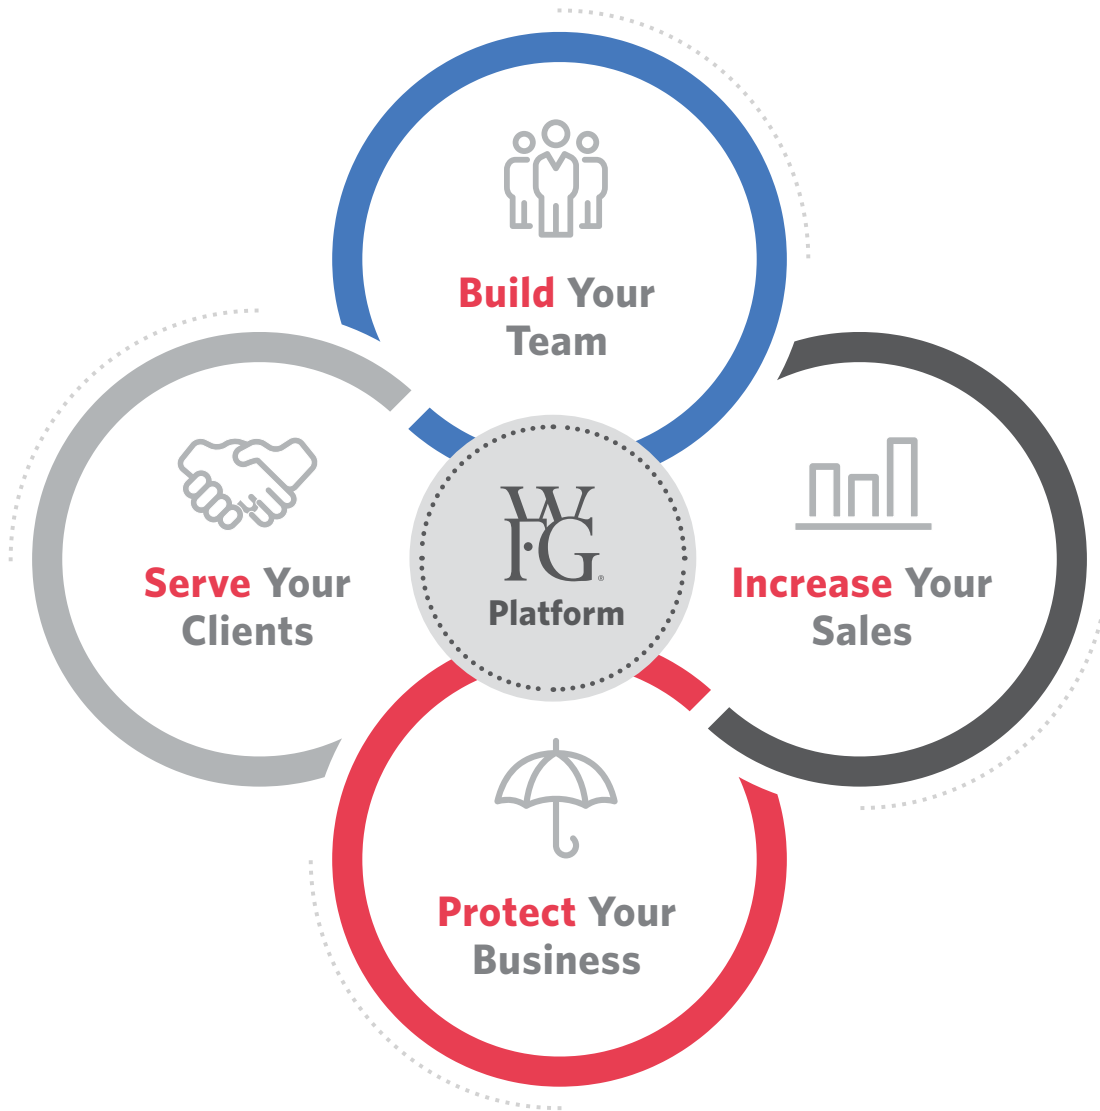 Build Your
Team
Serve Your
Clients
WFG®
Platform
Increase Your
Sales
Protect Your
Business